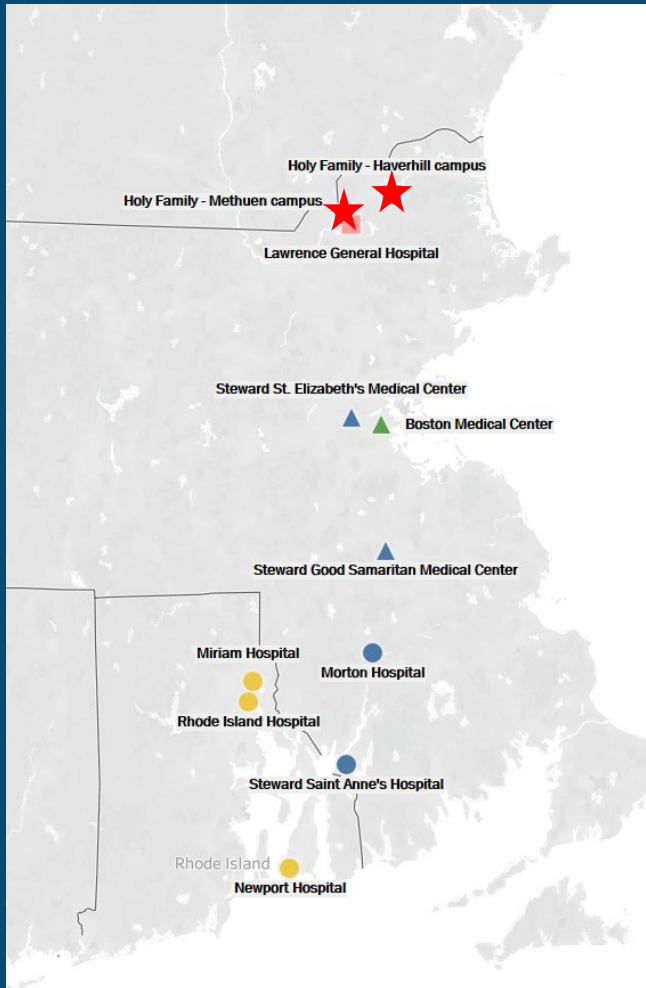 Holy Family - Haverhill campus
Holy Family - Methuen campus
Lawrence General Hospital
Steward St. Elizabeth's Medical Center
Boston Medical Center
Steward Good Samaritan Medical Center
Miriam Hospital
Morton Hospital
Rhode Island Hospital
Steward Saint Anne's Hospital
Rhode Island
Newport Hospital